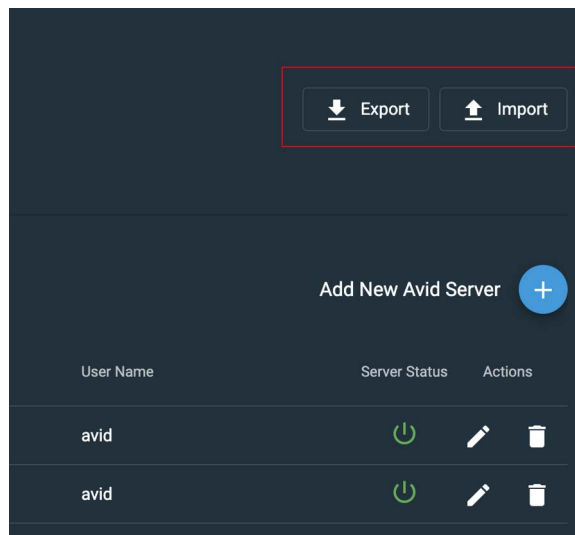 Export Import
Add New Avid Server
User Name Server Status Actions
avid
avid